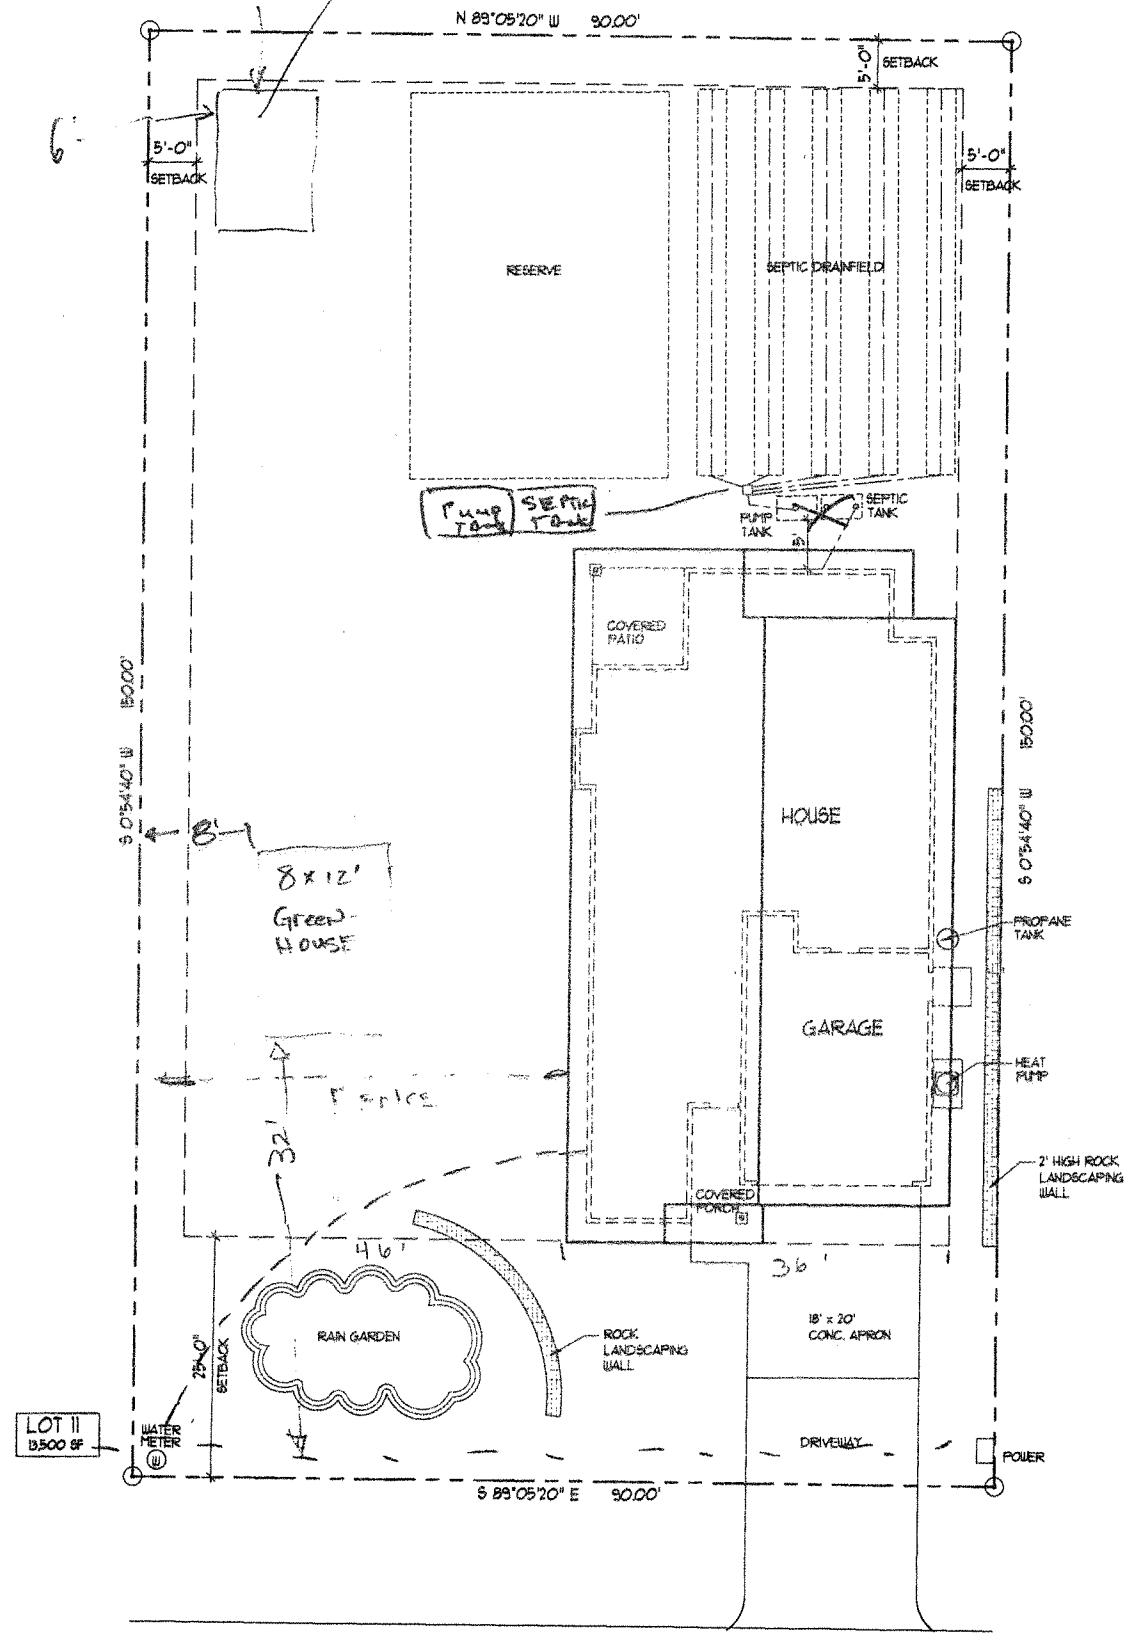 N 89°05'20" W 90.00'
5'-0"
SETBACK
6'
5'-0"
SETBACK
5'-0"
SETBACK
RESERVE
SEPTIC DRAINFIELD
Pump
TANK
SEPTIC
TANK
PUMP
TANK
SEPTIC
TANK
COVERED
PATIO
S 0°54'40" W 150.00'
S 0°54'40" W 150.00'
HOUSE
8'
8 x 12'
Green-
HOUSE
PROPANE
TANK
GARAGE
HEAT
PUMP
32'
2' HIGH ROCK
LANDSCAPING
WALL
COVERED
PORCH
46'
36'
RAIN GARDEN
18' x 20'
CONC. APRON
ROCK
LANDSCAPING
WALL
25'-0"
SETBACK
LOT 11
13,500 SF
WATER
METER
W
DRIVEWAY
POWER
S 89°05'20" E 90.00'